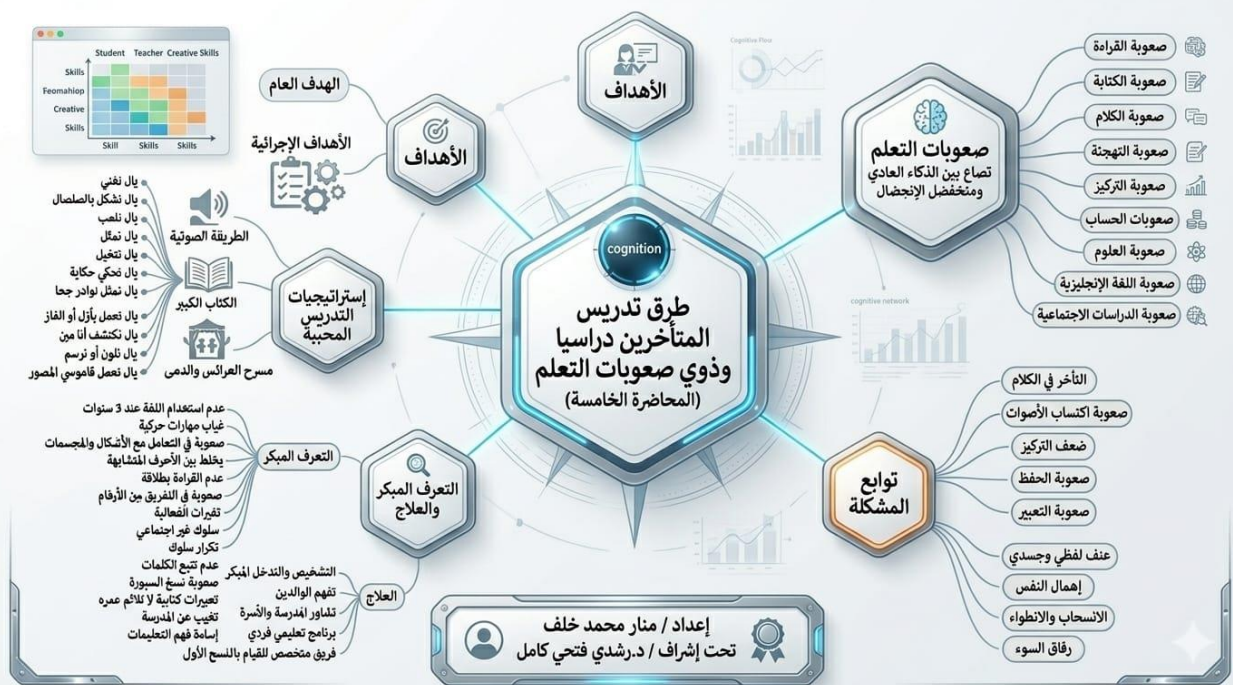 طرق تدريس
المتأخرين دراسيا
وذوي صعوبات التعلم
(المحاضرة الخامسة)
cognition
الأهداف
صعوبات التعلم
تصاع بين الذكاء العادي
ومنخفضل الإنجضال
صعوبة القراءة
صعوبة الكتابة
صعوبة الكلام
صعوبة التهجئة
صعوبة التركيز
صعوبات الحساب
صعوبة العلوم
صعوبة اللغة الإنجليزية
صعوبة الدراسات الاجتماعية
توابع
المشكلة
التأخر في الكلام
صعوبة اكتساب الأصوات
ضعف التركيز
صعوبة الحفظ
صعوبة التعبير
عنف لفظي وجسدي
إهمال النفس
الانسحاب والانطواء
رفاق السوء
الأهداف
الهدف العام
الأهداف الإجرائية
إستراتيجيات
التدريس
المحببة
الطريقة الصوتية
الكتاب الكبير
مسرح العرائس والدمى
يال نغني
يال نشكل بالصلصال
يال نلعب
يال نمثل
يال نتخيل
يال نحكي حكاية
يال نمثل نوادر جحا
يال نعمل بأزل أو الغاز
يال نكتشف أنا مين
يال نلون أو نرسم
يال نعمل قاموسي المصور
التعرف المبكر
والعلاج
التعرف المبكر
عدم استخدام اللغة عند 3 سنوات
غياب مهارات حركية
صعوبة في التعامل مع الأشكال والمجسمات
يخلط بين الأحرف المتشابهة
عدم القراءة بطلاقة
صعوبة في التفريق من الأرقام
تغيرات الفعالية
سلوك غير اجتماعي
تكرار سلوك
عدم تتبع الكلمات
صعوبة نسخ السبورة
تعبيرات كتابية لا تلائم عمره
تغيب عن المدرسة
إساءة فهم التعليمات
العلاج
التشخيص والتدخل المبكر
تفهم الوالدين
تشاور المدرسة والأسرة
برنامج تعليمي فردي
فريق متخصص للقيام بالنسح الأول
إعداد / منار محمد خلف
تحت إشراف / د.رشدي فتحي كامل
Student Teacher Creative Skills
Skills
Feomahiop
Creative
Skills
Skill Skills Skills
cognitive network